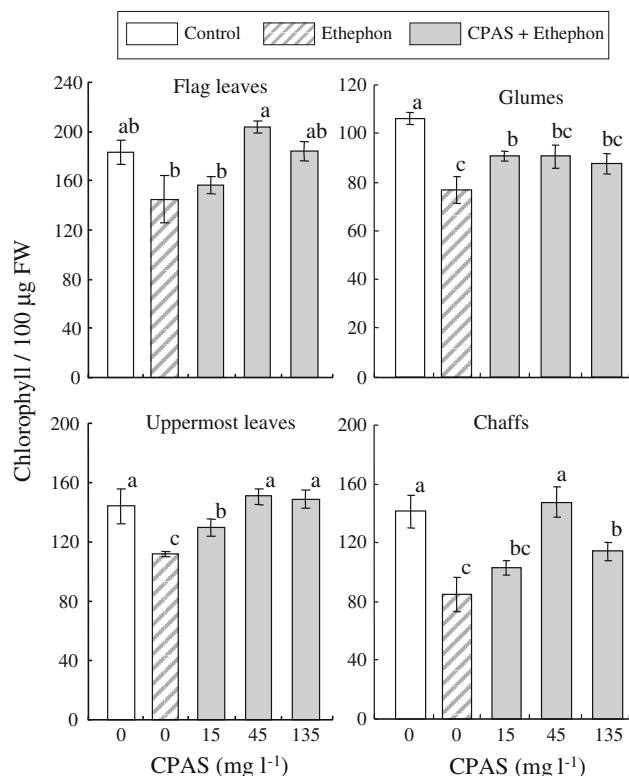 Control
Ethephon
CPAS + Ethephon
Chlorophyll / 100 µg FW
Flag leaves
240
200
160
120
80
40
0
ab
b
b
a
ab
Glumes
120
100
80
60
40
20
0
a
c
b
bc
bc
Uppermost leaves
200
160
120
80
40
0
a
c
b
a
a
0 0 15 45 135
CPAS (mg l-1)
Chaffs
200
160
120
80
40
0
a
c
bc
a
b
0 0 15 45 135
CPAS (mg l-1)